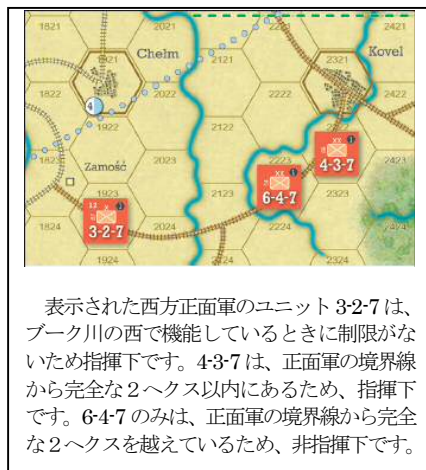 1821
1921
Chelm
2021
2121
2321
2421
Kovel
4
1822
2022
2122
2222
2422
1922
Zamość
2223
4-3-7
1923
2123
6-4-7
2323
1824
3-2-7
2024
2224
1924
2124
2324
表示された西方正面軍のユニット 3-2-7 は、
ブーク川の西で機能しているときに制限がな
いため指揮下です。4-3-7 は、正面軍の境界線
から完全な２ヘクス以内にあるため、指揮下
です。6-4-7 のみは、正面軍の境界線から完全
な２ヘクスを越えているため、非指揮下です。